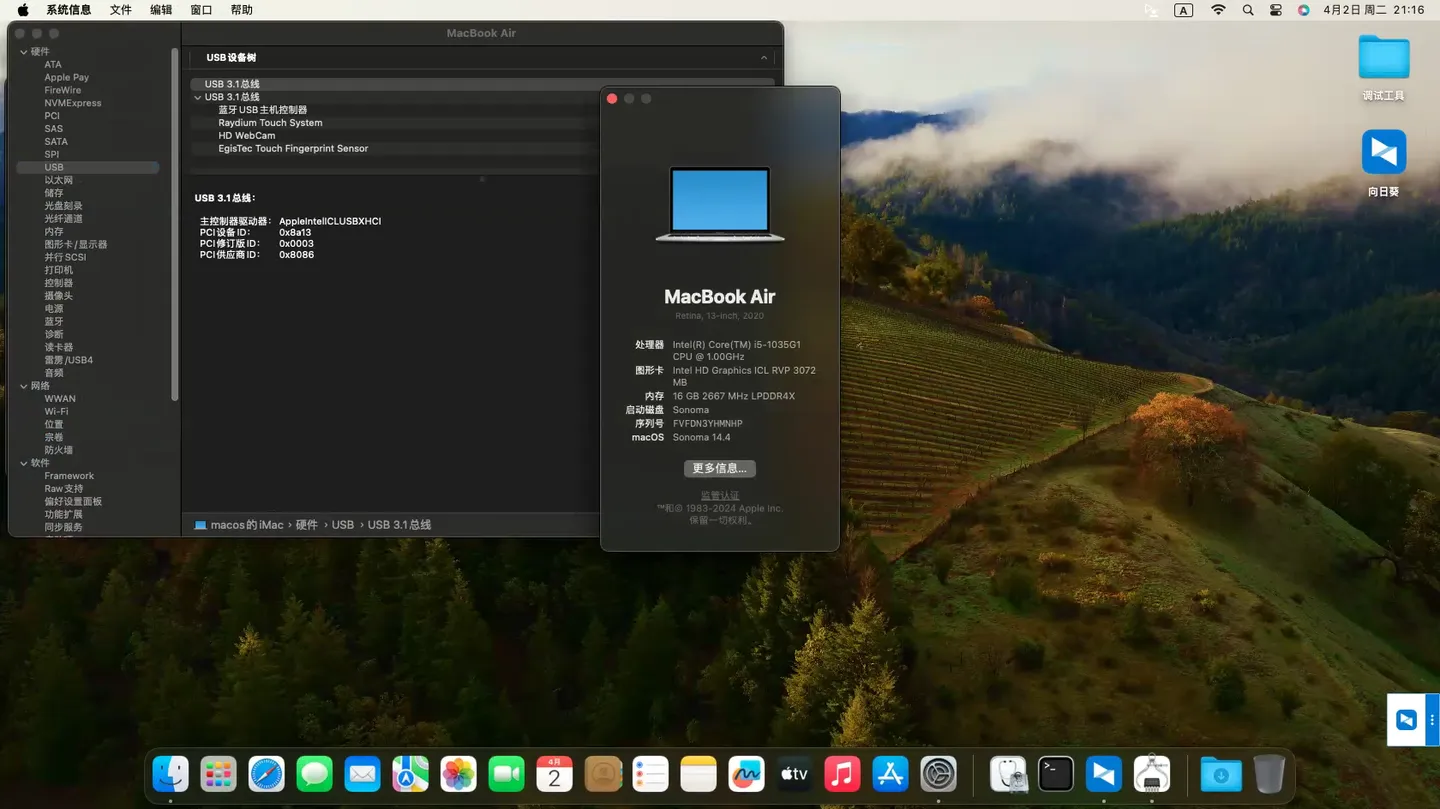 系统信息 文件 编辑 窗口 帮助
A 4月2日 周二 21:16
MacBook Air
硬件
ATA
Apple Pay
FireWire
NVMExpress
PCI
SAS
SATA
SPI
USB
以太网
储存
光盘刻录
光纤通道
内存
图形卡/显示器
并行SCSI
打印机
控制器
摄像头
电源
蓝牙
诊断
读卡器
雷雳/USB4
音频
网络
WWAN
Wi-Fi
位置
宗卷
防火墙
软件
Framework
Raw支持
偏好设置面板
功能扩展
同步服务
USB设备树
USB 3.1总线
USB 3.1总线
蓝牙USB主机控制器
Raydium Touch System
HD WebCam
EgisTec Touch Fingerprint Sensor
USB 3.1总线：
主控制器驱动器： AppleIntelICLUSBXHCI
PCI设备ID： 0x8a13
PCI修订版ID： 0x0003
PCI供应商ID： 0x8086
macos的iMac › 硬件 › USB › USB 3.1总线
MacBook Air
Retina, 13-inch, 2020
处理器 Intel(R) Core(TM) i5-1035G1
CPU @ 1.00GHz
图形卡 Intel HD Graphics ICL RVP 3072
MB
内存 16 GB 2667 MHz LPDDR4X
启动磁盘 Sonoma
序列号 FVFDN3YHMNHP
macOS Sonoma 14.4
更多信息...
监管认证
™和© 1983-2024 Apple Inc.
保留一切权利。
调试工具
向日葵
4月
2
tv